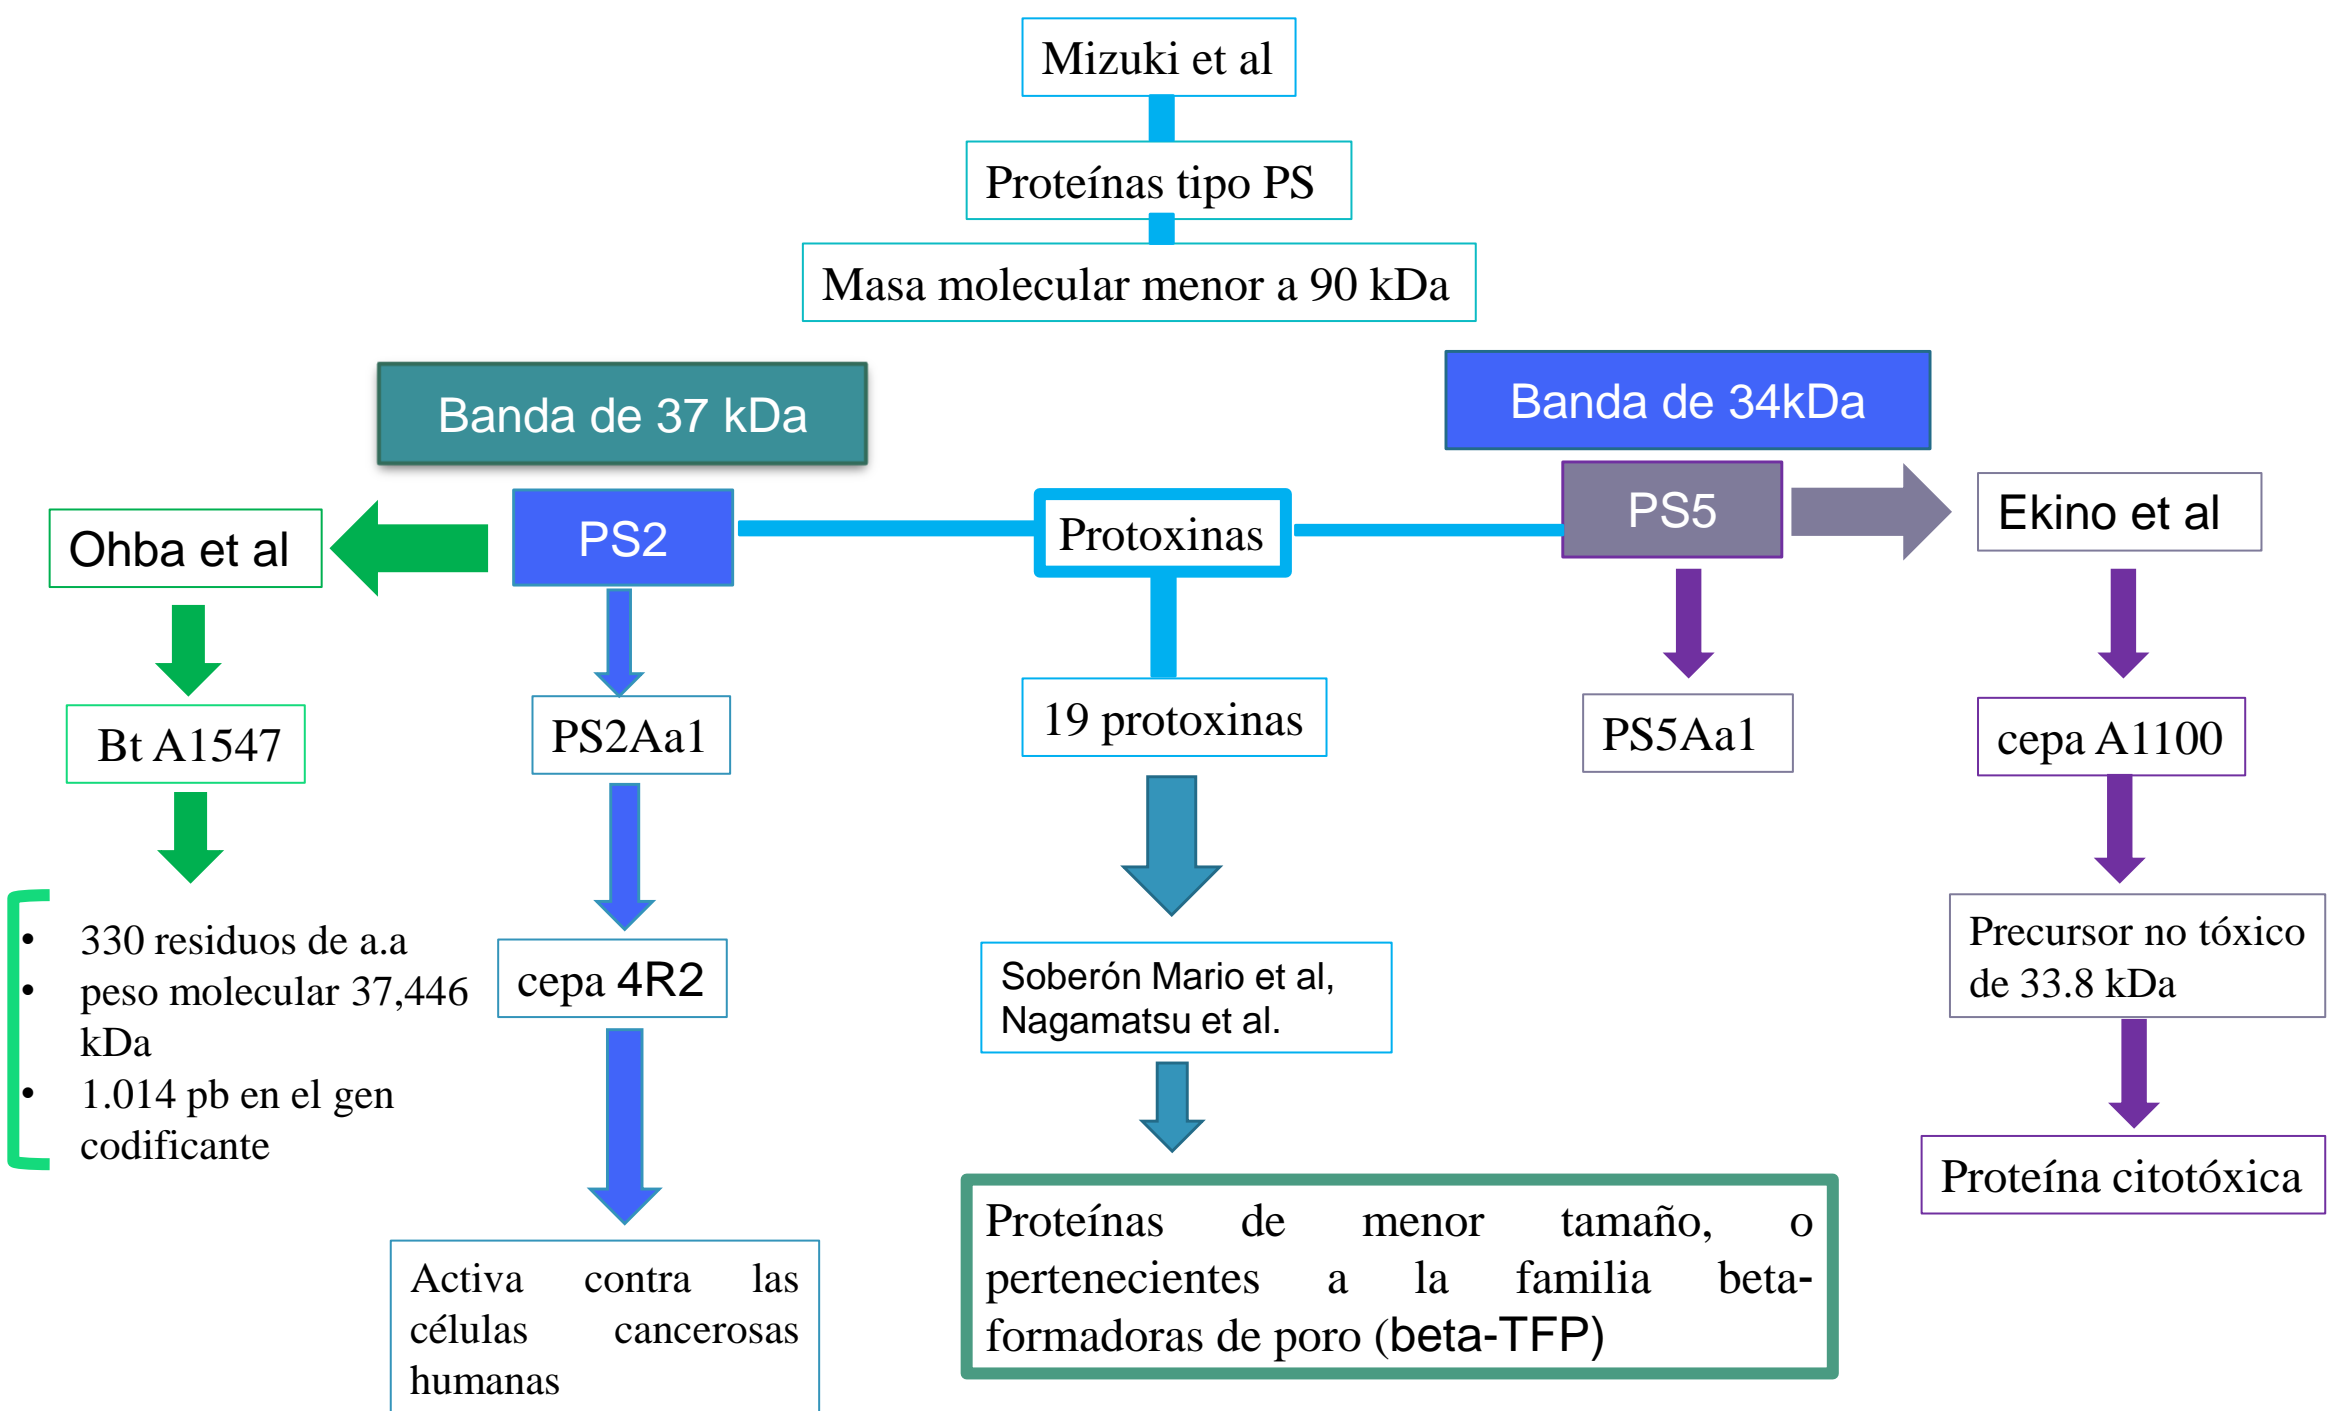 Mizuki et al
Proteínas tipo PS
Masa molecular menor a 90 kDa
Banda de 37 kDa
Banda de 34kDa
Ohba et al
PS2
Protoxinas
PS5
Ekino et al
Bt A1547
PS2Aa1
19 protoxinas
PS5Aa1
cepa A1100
• 330 residuos de a.a
• peso molecular 37,446
kDa
• 1.014 pb en el gen
codificante
cepa 4R2
Soberón Mario et al,
Nagamatsu et al.
Precursor no tóxico
de 33.8 kDa
Activa contra las
células cancerosas
humanas
Proteínas de menor tamaño, o
pertenecientes a la familia beta-
formadoras de poro (beta-TFP)
Proteína citotóxica